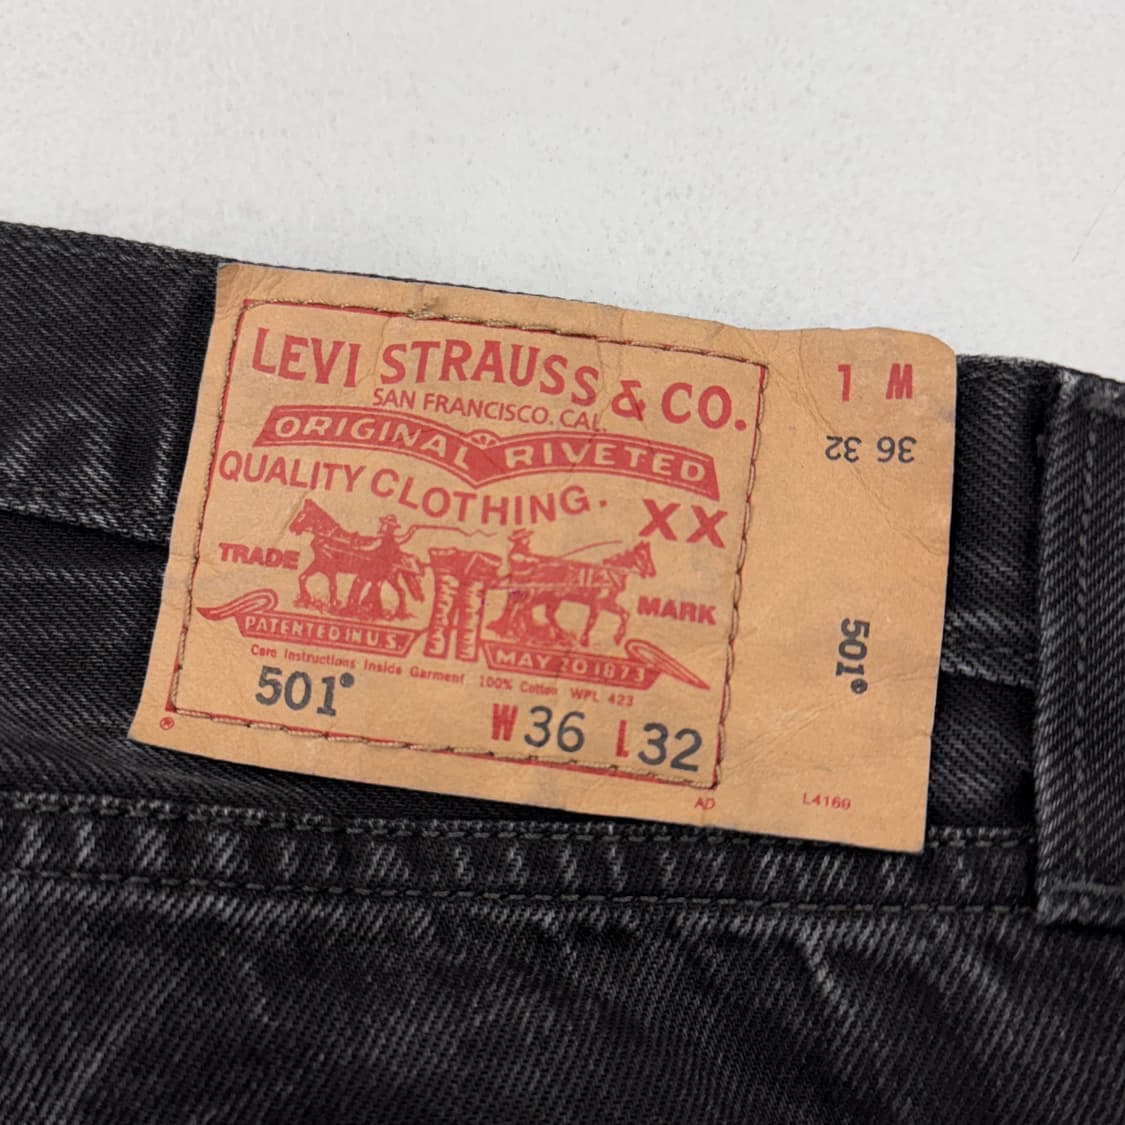 LEVI STRAUSS & CO.
SAN FRANCISCO. CAL.
ORIGINAL RIVETED
QUALITY CLOTHING.
XX
TRADE MARK
PATENTED IN U.S. MAY 20 1873
Care Instructions Inside Garment 100% Cotton WPL 423
501®
W36 L32
®
AD
W L
36 32
501®
L4160